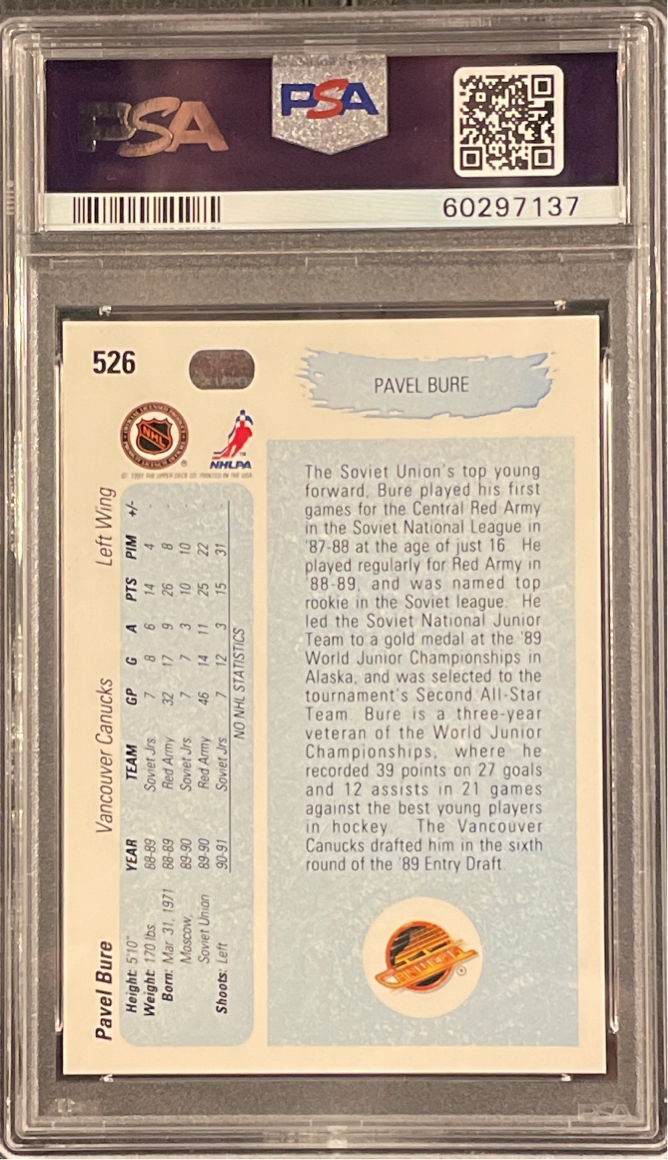 PSA
PSA
60297137
526
PAVEL BURE
NHL
NHLPA
Pavel Bure Vancouver Canucks Left Wing
Height: 5'10"
Weight: 170 lbs.
Born: Mar. 31, 1971
Moscow,
Soviet Union
Shoots: Left
YEAR TEAM GP G A PTS PIM +/-
88-89 Soviet Jrs. 7 8 6 14 4 -
88-89 Red Army 32 17 9 26 8 -
89-90 Soviet Jrs. 7 7 3 10 10 -
89-90 Red Army 46 14 11 25 22 -
90-91 Soviet Jrs. 7 12 3 15 31 -
NO NHL STATISTICS
The Soviet Union's top young
forward, Bure played his first
games for the Central Red Army
in the Soviet National League in
'87-88 at the age of just 16. He
played regularly for Red Army in
'88-89, and was named top
rookie in the Soviet league. He
led the Soviet National Junior
Team to a gold medal at the '89
World Junior Championships in
Alaska, and was selected to the
tournament's Second All-Star
Team. Bure is a three-year
veteran of the World Junior
Championships, where he
recorded 39 points on 27 goals
and 12 assists in 21 games
against the best young players
in hockey. The Vancouver
Canucks drafted him in the sixth
round of the '89 Entry Draft.
CANUCKS
PSA